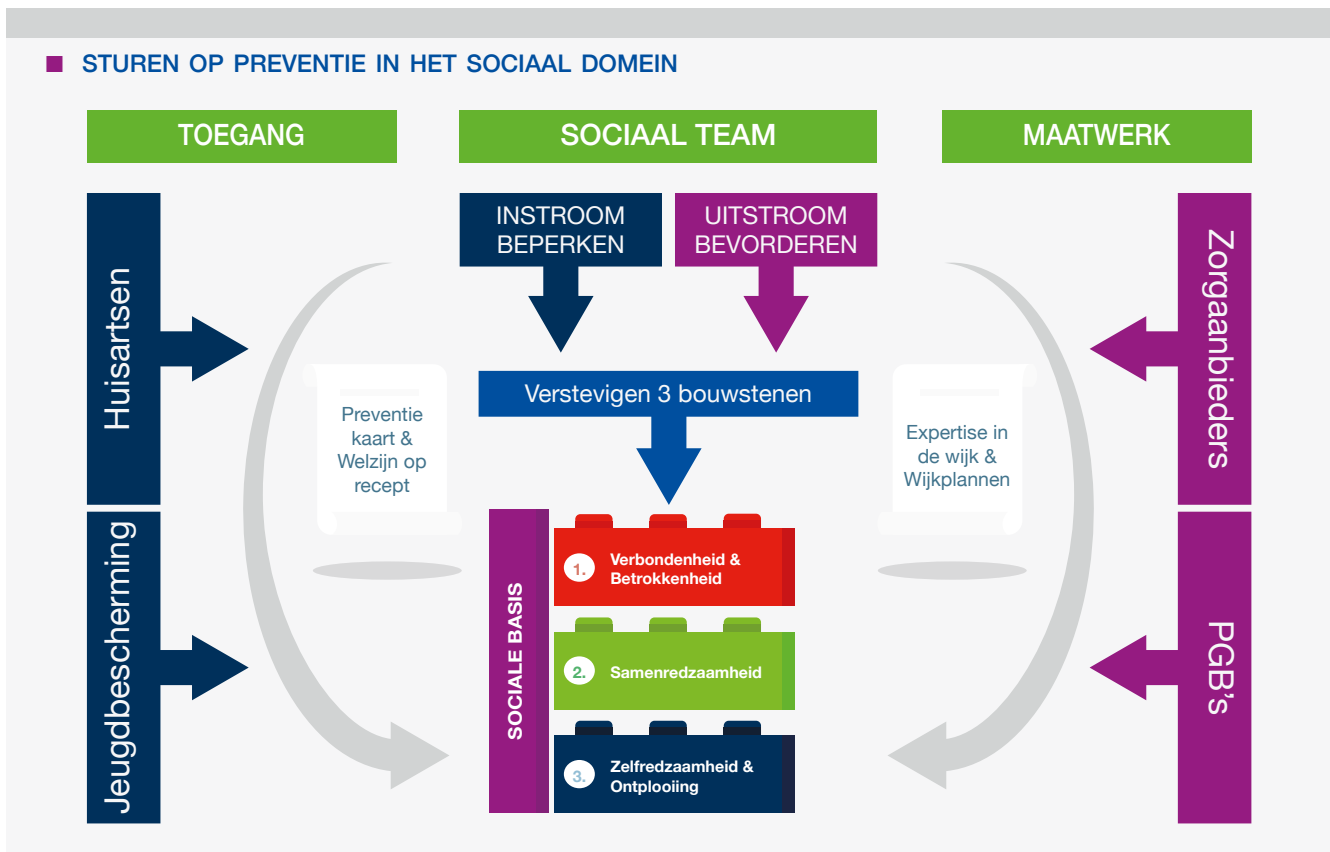 STUREN OP PREVENTIE IN HET SOCIAAL DOMEIN
TOEGANG
SOCIAAL TEAM
MAATWERK
Huisartsen
Jeugdbescherming
INSTROOM
BEPERKEN
UITSTROOM
BEVORDEREN
Verstevigen 3 bouwstenen
Preventie
kaart &
Welzijn op
recept
Expertise in
de wijk &
Wijkplannen
SOCIALE BASIS
1.
Verbondenheid &
Betrokkenheid
2.
Samenredzaamheid
3.
Zelfredzaamheid &
Ontplooiing
Zorgaanbieders
PGB's